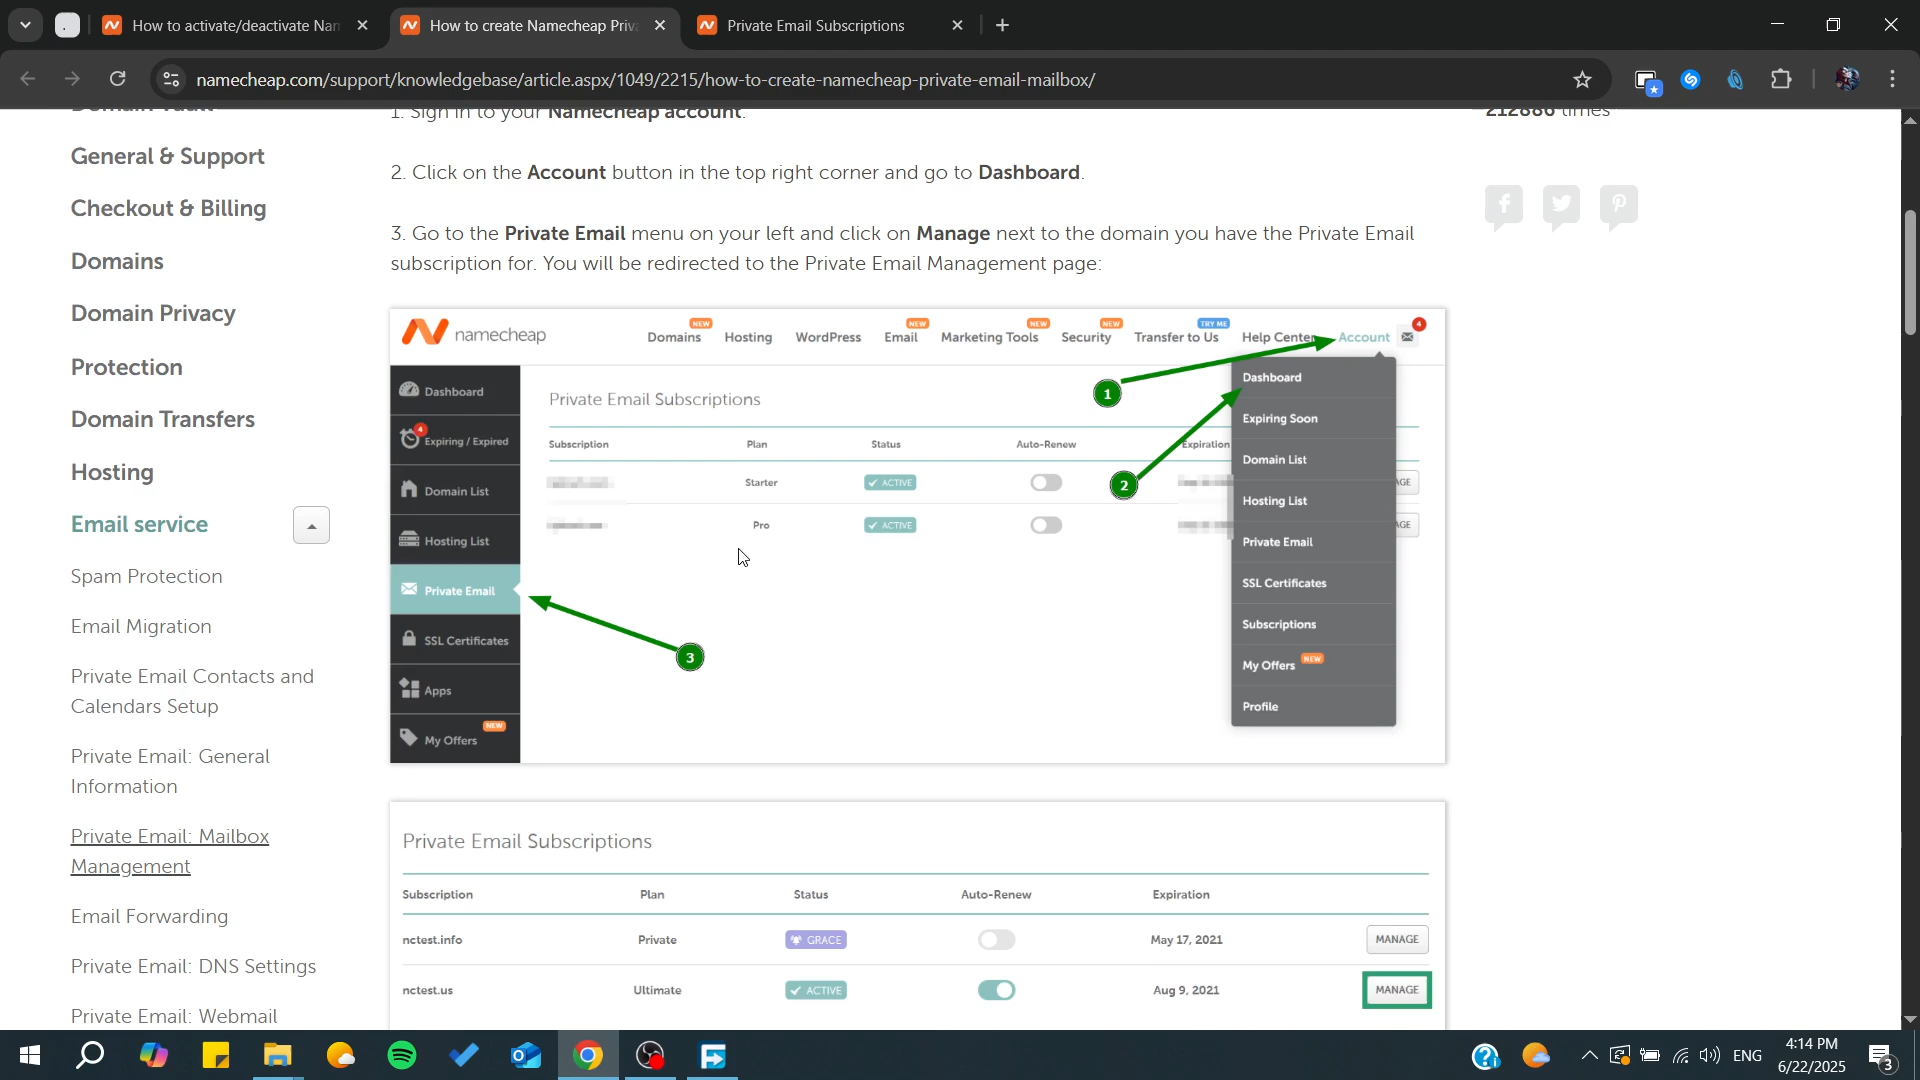 How to activate/deactivate Nan
How to create Namecheap Priv
Private Email Subscriptions
namecheap.com/support/knowledgebase/article.aspx/1049/2215/how-to-create-namecheap-private-email-mailbox/
General & Support
Checkout & Billing
Domains
Domain Privacy
Protection
Domain Transfers
Hosting
Email service
Spam Protection
Email Migration
Private Email Contacts and
Calendars Setup
Private Email: General
Information
Private Email: Mailbox
Management
Email Forwarding
Private Email: DNS Settings
Private Email: Webmail
1. Sign in to your Namecheap account.
2. Click on the Account button in the top right corner and go to Dashboard.
3. Go to the Private Email menu on your left and click on Manage next to the domain you have the Private Email
subscription for. You will be redirected to the Private Email Management page:
212886 times
namecheap
Domains NEW Hosting WordPress Email NEW Marketing Tools NEW Security NEW Transfer to Us TRY ME Help Center Account 4
Dashboard
4 Expiring / Expired
Domain List
Hosting List
Private Email
SSL Certificates
Apps
My Offers NEW
Private Email Subscriptions
Subscription Plan Status Auto-Renew Expiration
Starter ACTIVE
Pro ACTIVE
1
2
3
Dashboard
Expiring Soon
Domain List
Hosting List
Private Email
SSL Certificates
Subscriptions
My Offers NEW
Profile
Private Email Subscriptions
Subscription Plan Status Auto-Renew Expiration
nctest.info Private GRACE May 17, 2021 MANAGE
nctest.us Ultimate ACTIVE Aug 9, 2021 MANAGE
ENG
4:14 PM
6/22/2025
3